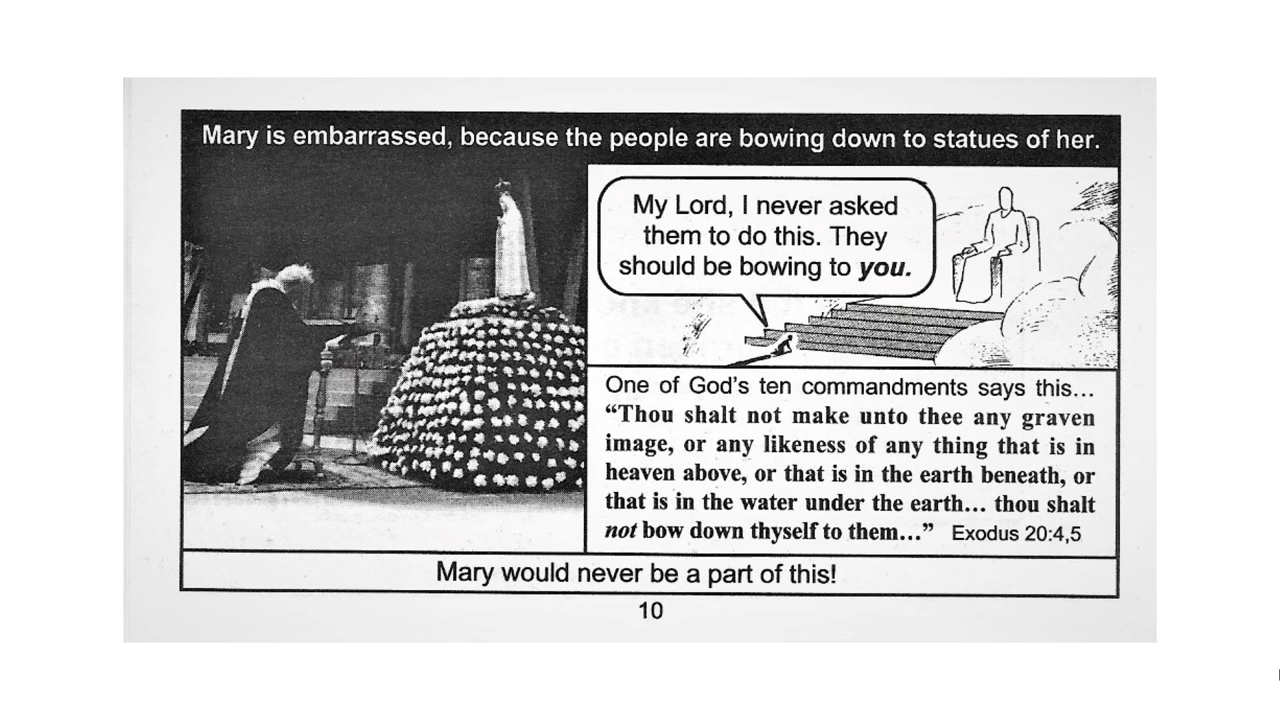 Mary is embarrassed, because the people are bowing down to statues of her.
My Lord, I never asked
them to do this. They
should be bowing to you.
One of God's ten commandments says this...
“Thou shalt not make unto thee any graven
image, or any likeness of any thing that is in
heaven above, or that is in the earth beneath, or
that is in the water under the earth... thou shalt
not bow down thyself to them...” Exodus 20:4,5
Mary would never be a part of this!
10